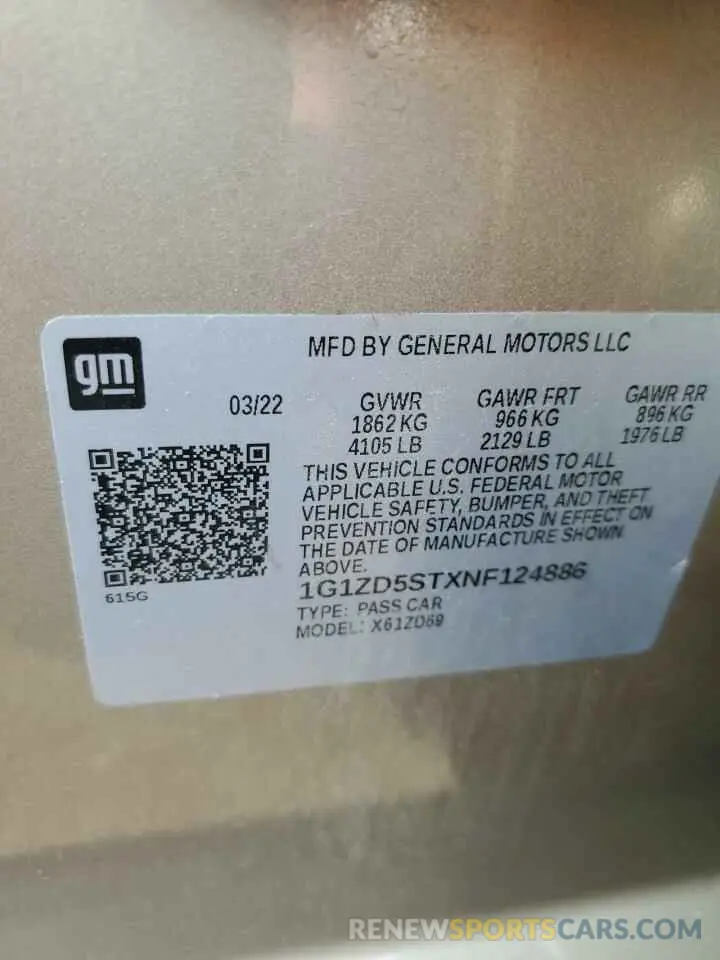 gm
MFD BY GENERAL MOTORS LLC
03/22
GVWR GAWR FRT GAWR RR
1862 KG 966 KG 896 KG
4105 LB 2129 LB 1976 LB
THIS VEHICLE CONFORMS TO ALL
APPLICABLE U.S. FEDERAL MOTOR
VEHICLE SAFETY, BUMPER, AND THEFT
PREVENTION STANDARDS IN EFFECT ON
THE DATE OF MANUFACTURE SHOWN
ABOVE.
615G
1G1ZD5STXNF124886
TYPE: PASS CAR
MODEL: X61ZD69
RENEWSPORTSCARS.COM